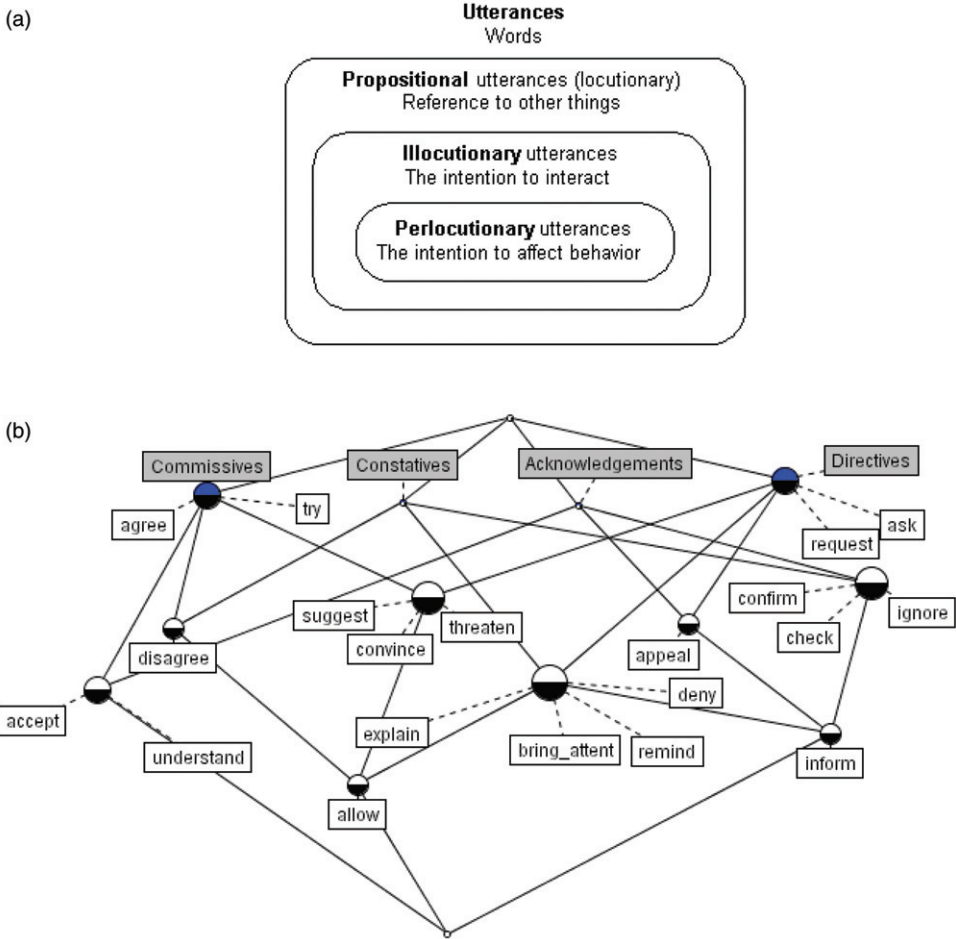 (a)
Utterances
Words
Propositional utterances (locutionary)
Reference to other things
Illocutionary utterances
The intention to interact
Perlocutionary utterances
The intention to affect behavior
(b)
Commissives
Constatives
Acknowledgements
Directives
agree
try
ask
request
suggest
threaten
convince
confirm
ignore
check
disagree
appeal
accept
understand
explain
deny
bring_attent
remind
inform
allow